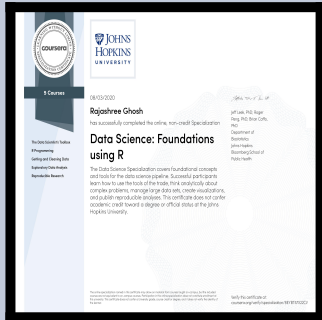 coursera
JOHNS
HOPKINS
UNIVERSITY
5 Courses
The Data Scientist's Toolbox
R Programming
Getting and Cleaning Data
Exploratory Data Analysis
Reproducible Research
08/03/2020
Rajashree Ghosh
has successfully completed the online, non-credit Specialization
Data Science: Foundations
using R
The Data Science Specialization covers foundational concepts
and tools for the data science pipeline. Successful participants
learn how to use the tools of the trade, think analytically about
complex problems, manage large data sets, create visualizations,
and publish reproducible analyses. This certificate does not confer
academic credit toward a degree or official status at the Johns
Hopkins University.
Jeff Leek, PhD; Roger
Peng, PhD; Brian Caffo,
PhD
Department of
Biostatistics
Johns Hopkins
Bloomberg School of
Public Health
Verify this certificate at:
coursera.org/verify/specialization/